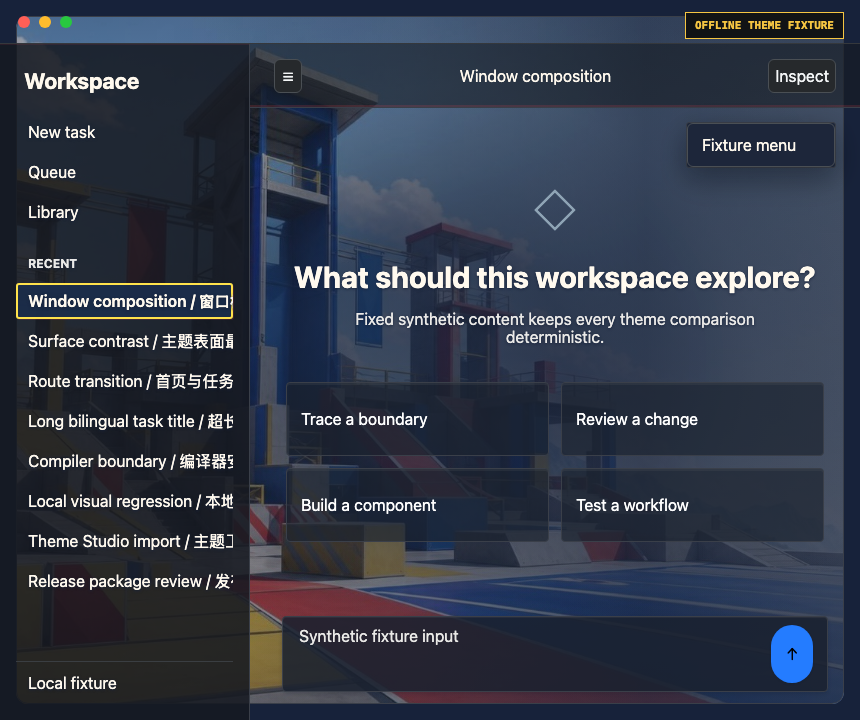 OFFLINE THEME FIXTURE
Workspace
New task
Queue
Library
RECENT
Window composition / 窗口
Surface contrast / 主题表面
Route transition / 首页与任务
Long bilingual task title / 超
Compiler boundary / 编译器
Local visual regression / 本地
Theme Studio import / 主题
Release package review / 发
Local fixture
≡
Window composition
Inspect
Fixture menu
What should this workspace explore?
Fixed synthetic content keeps every theme comparison
deterministic.
Trace a boundary
Review a change
Build a component
Test a workflow
Synthetic fixture input
↑